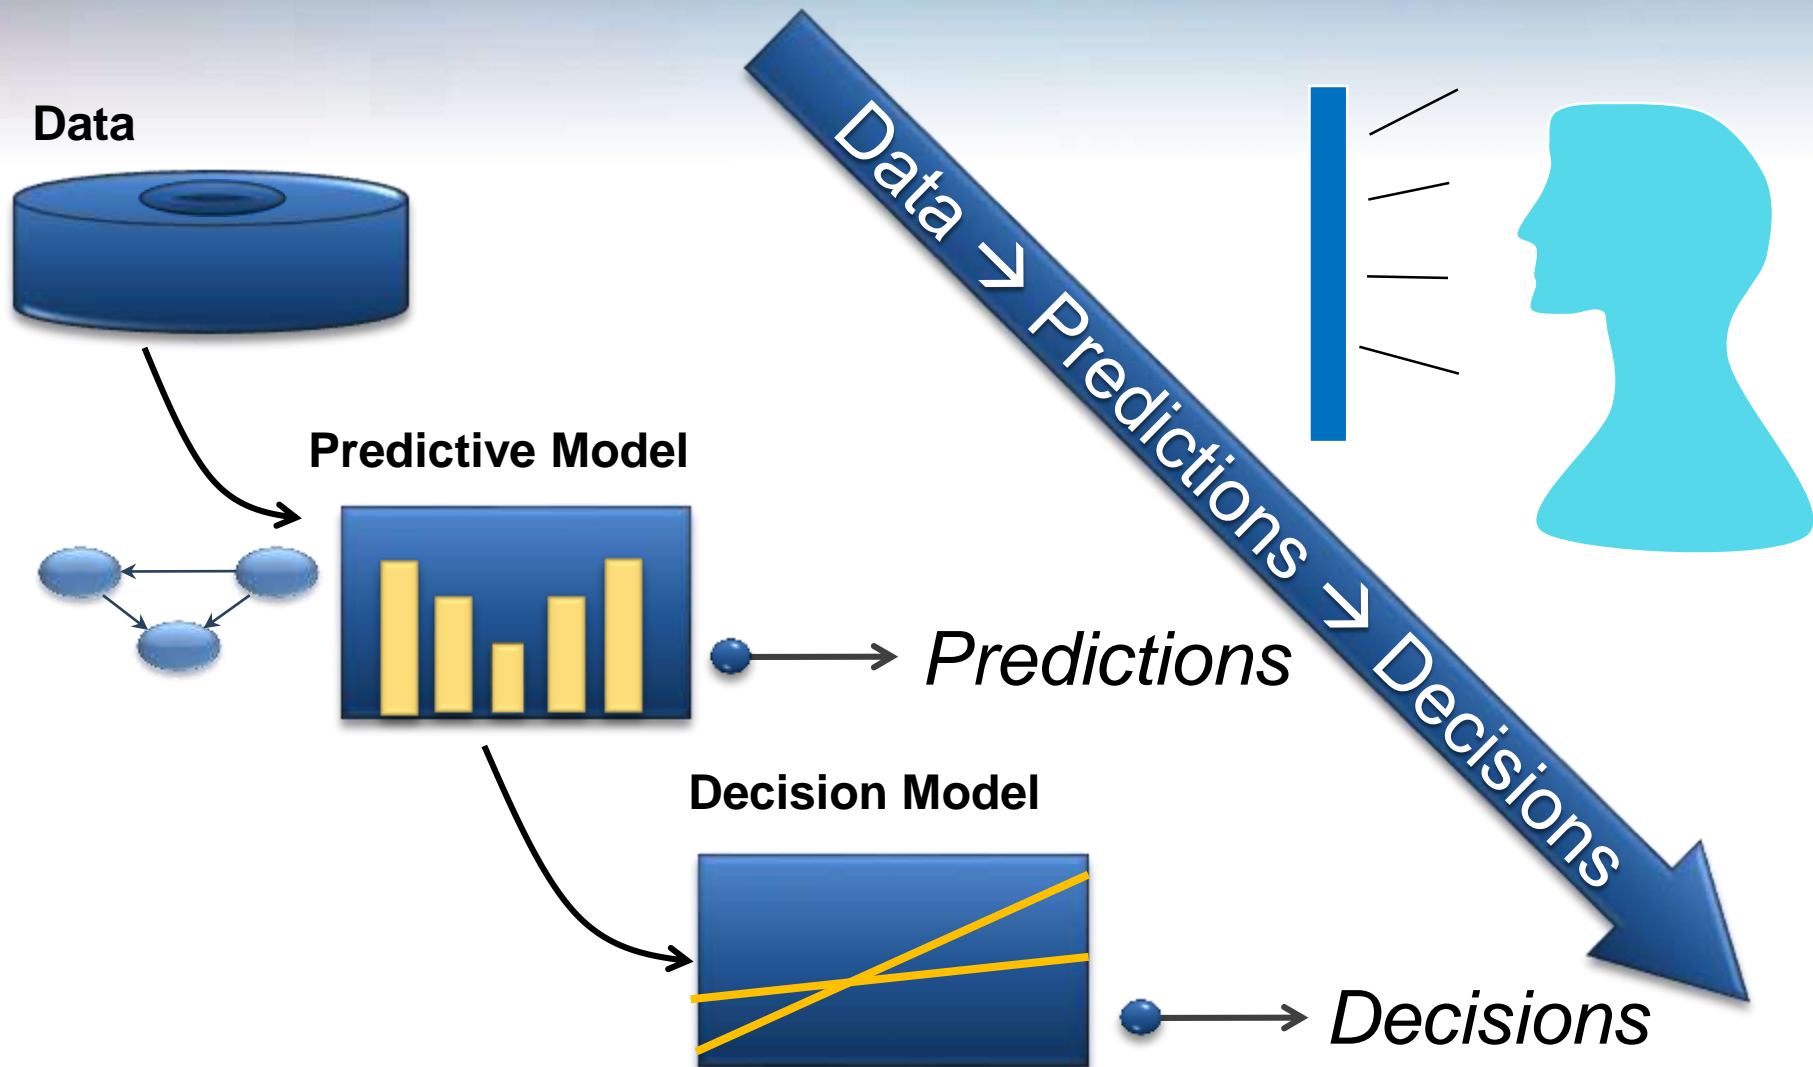 Data
Data → Predictions → Decisions
Predictive Model
Predictions
Decision Model
Decisions